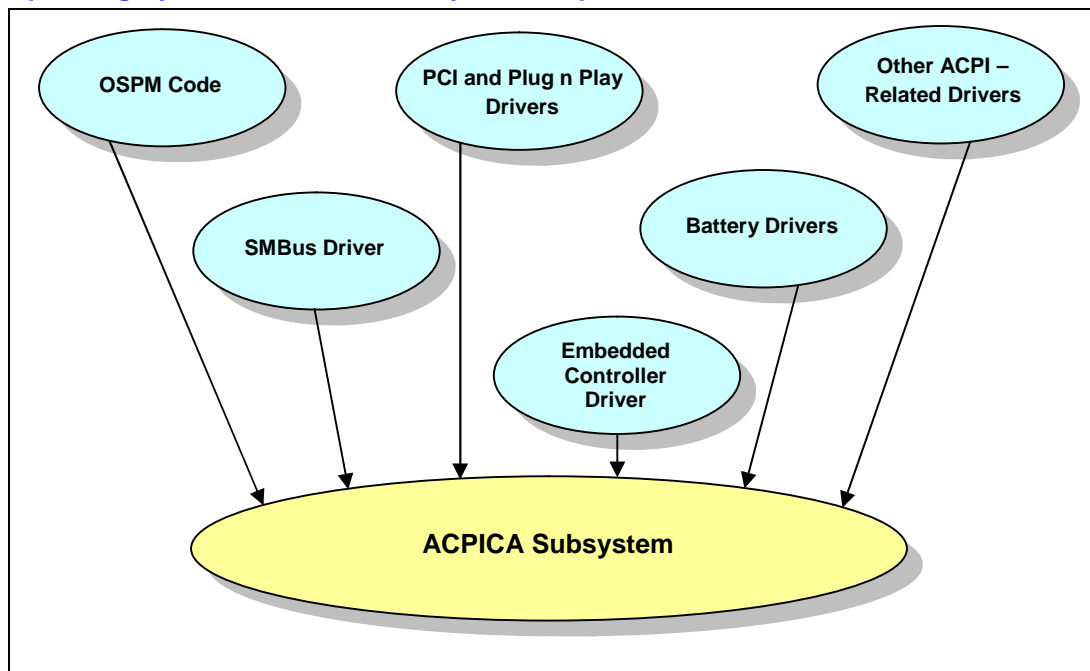 OSPM Code
PCI and Plug n Play
Drivers
Other ACPI –
Related Drivers
SMBus Driver
Battery Drivers
Embedded
Controller
Driver
ACPICA Subsystem